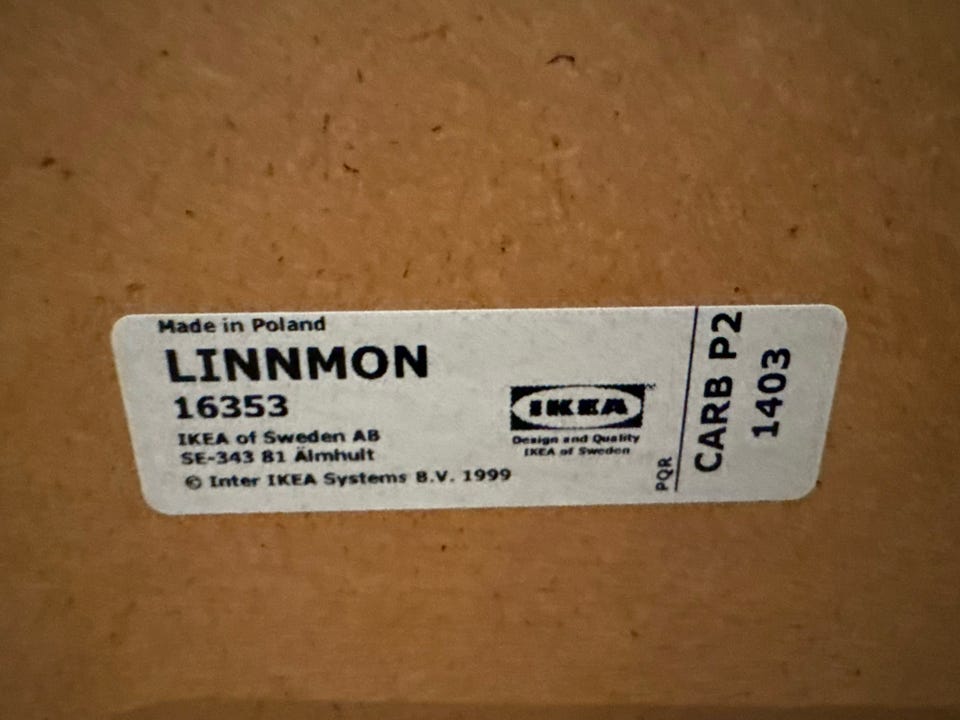 Made in Poland
LINNMON
16353
IKEA of Sweden AB
SE-343 81 Älmhult
© Inter IKEA Systems B.V. 1999
IKEA
Design and Quality
IKEA of Sweden
PQR
CARB P2
1403